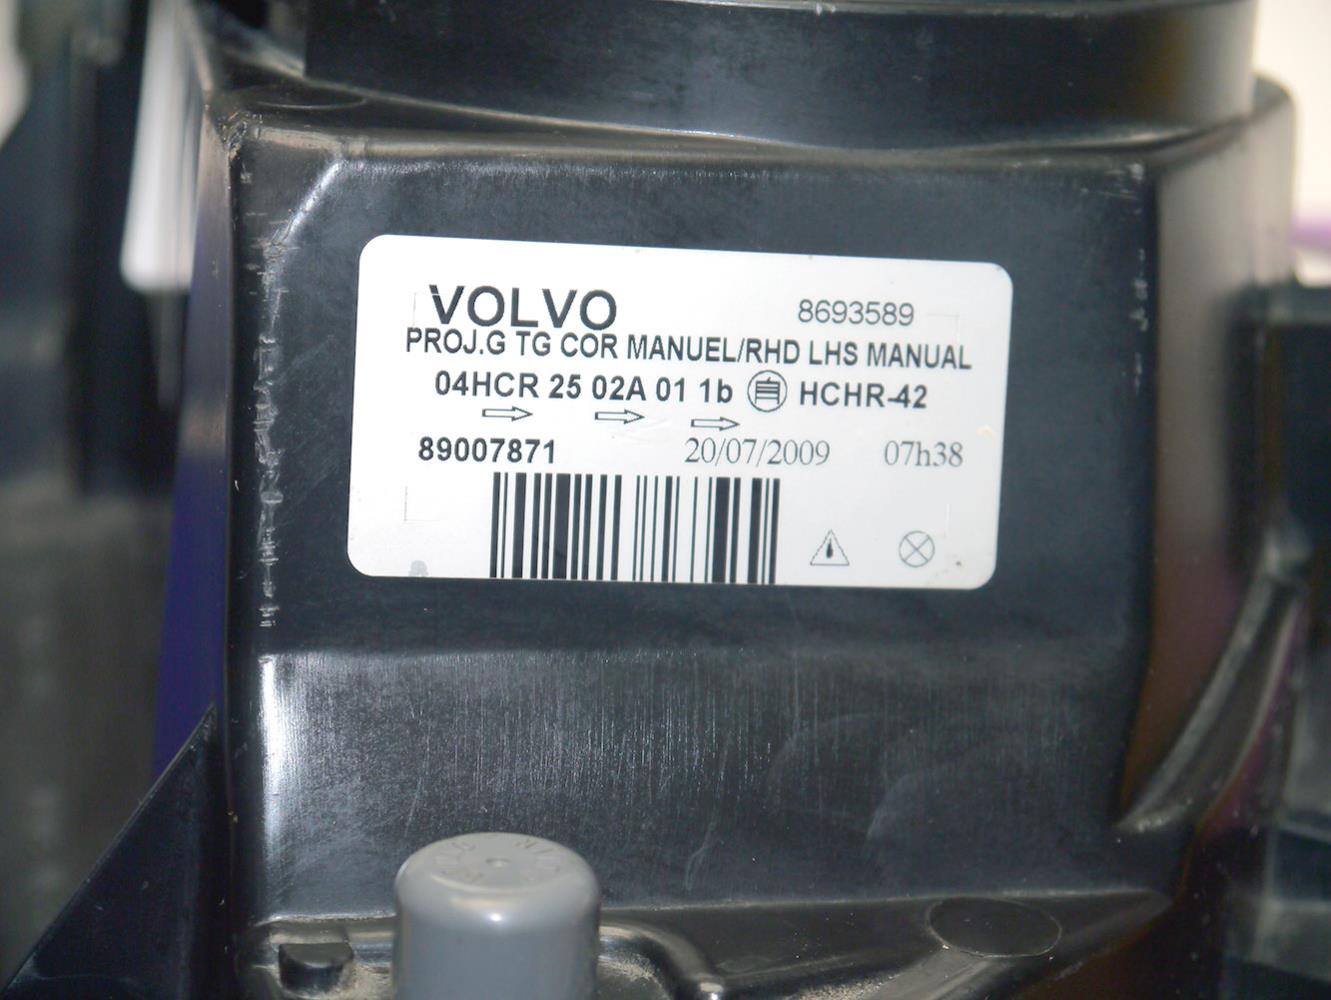 VOLVO 8693589
PROJ.G TG COR MANUEL/RHD LHS MANUAL
04HCR 25 02A 01 1b HCHR-42
89007871 20/07/2009 07h38